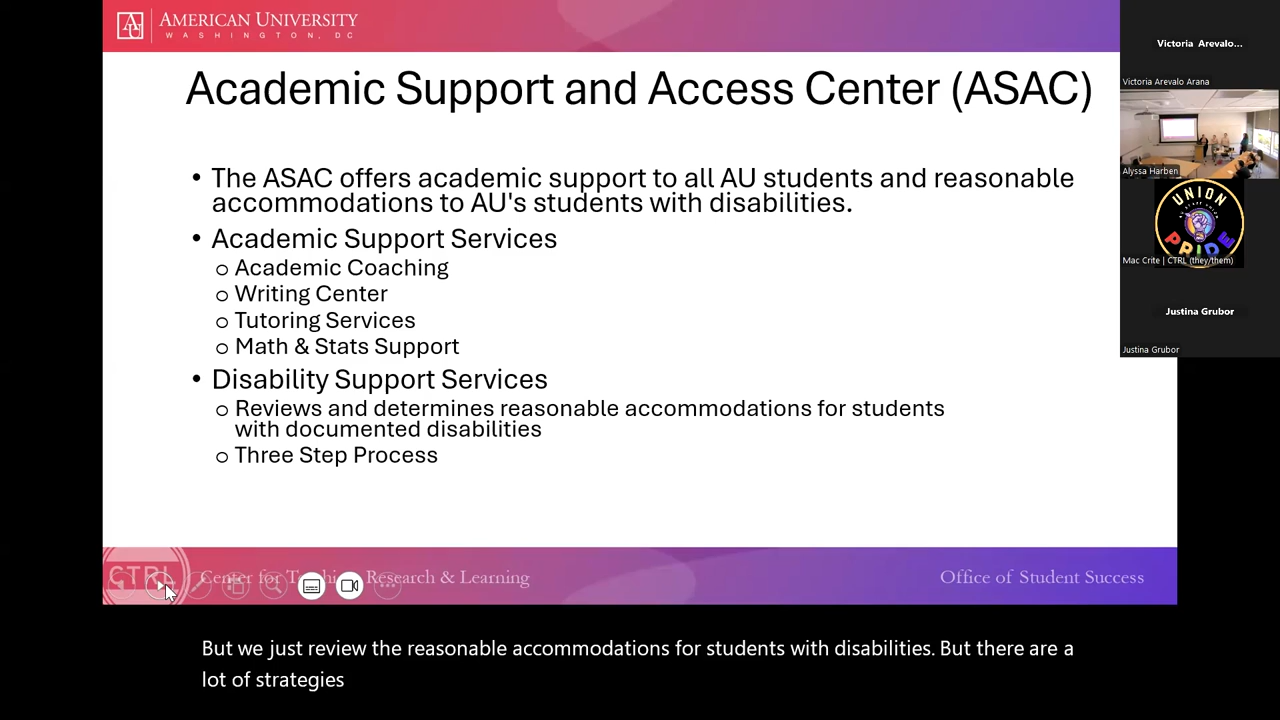 AMERICAN UNIVERSITY
WASHINGTON, DC
Academic Support and Access Center (ASAC)
• The ASAC offers academic support to all AU students and reasonable
accommodations to AU's students with disabilities.
• Academic Support Services
o Academic Coaching
o Writing Center
o Tutoring Services
o Math & Stats Support
• Disability Support Services
o Reviews and determines reasonable accommodations for students
with documented disabilities
o Three Step Process
CTRL
Center for Teaching Research & Learning
Office of Student Success
But we just review the reasonable accommodations for students with disabilities. But there are a
lot of strategies
Victoria Arevalo...
Victoria Arevalo Arana
Alyssa Harben
UNION
PRIDE
Mac Crite | CTRL (they/them)
Justina Grubor
Justina Grubor